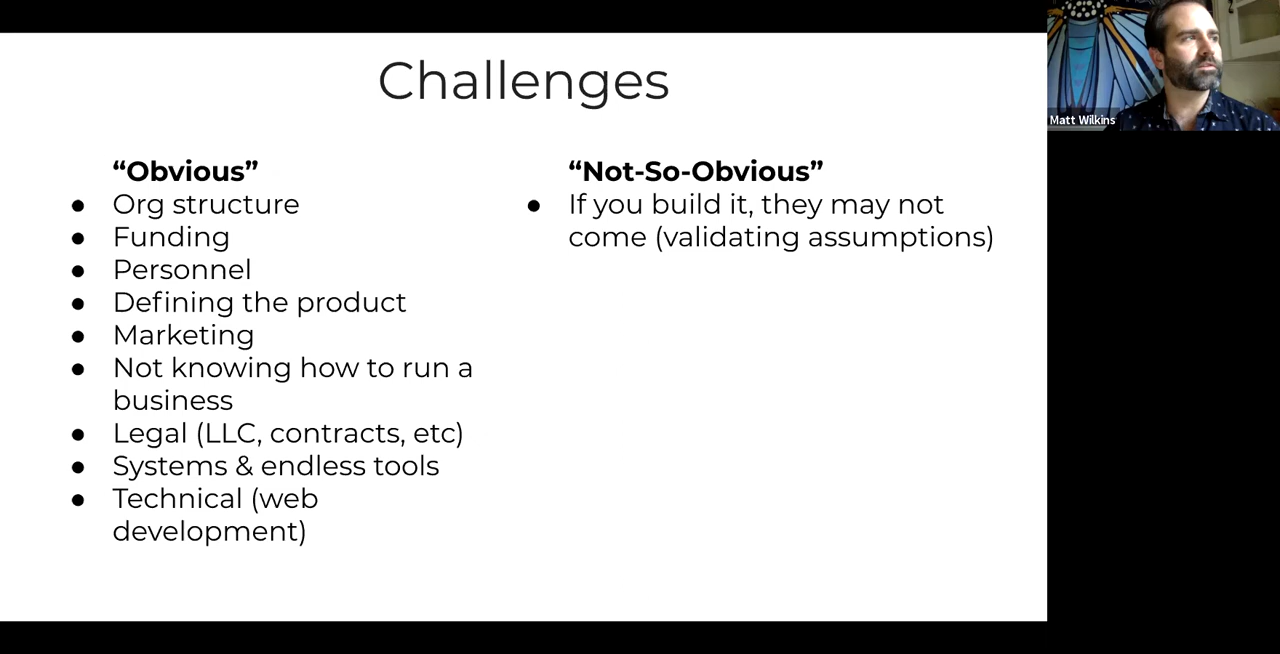 Challenges
“Obvious”
● Org structure
● Funding
● Personnel
● Defining the product
● Marketing
● Not knowing how to run a
business
● Legal (LLC, contracts, etc)
● Systems & endless tools
● Technical (web
development)
“Not-So-Obvious”
● If you build it, they may not
come (validating assumptions)
Matt Wilkins